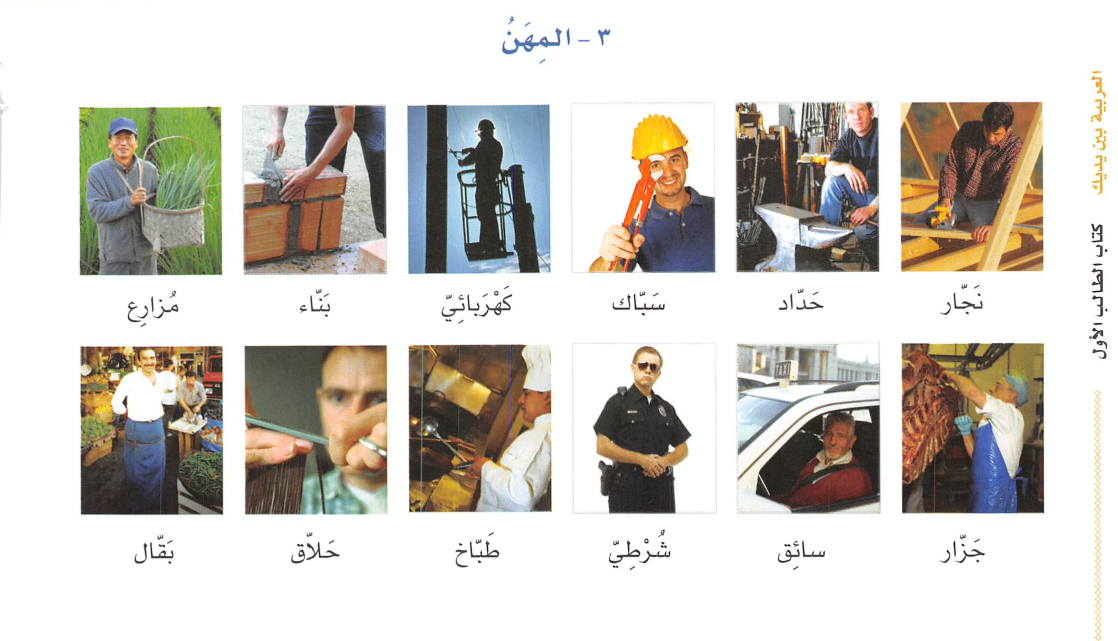 ٣ - المِهَنُ
نَجّار
حَدّاد
سَبّاك
كَهْرَبائِيّ
بَنّاء
مُزارِع
جَزّار
سائِق
شُرْطِيّ
طَبّاخ
حَلاّق
بَقّال
العربية بين يديك
كتاب الطالب الأول
TAXI